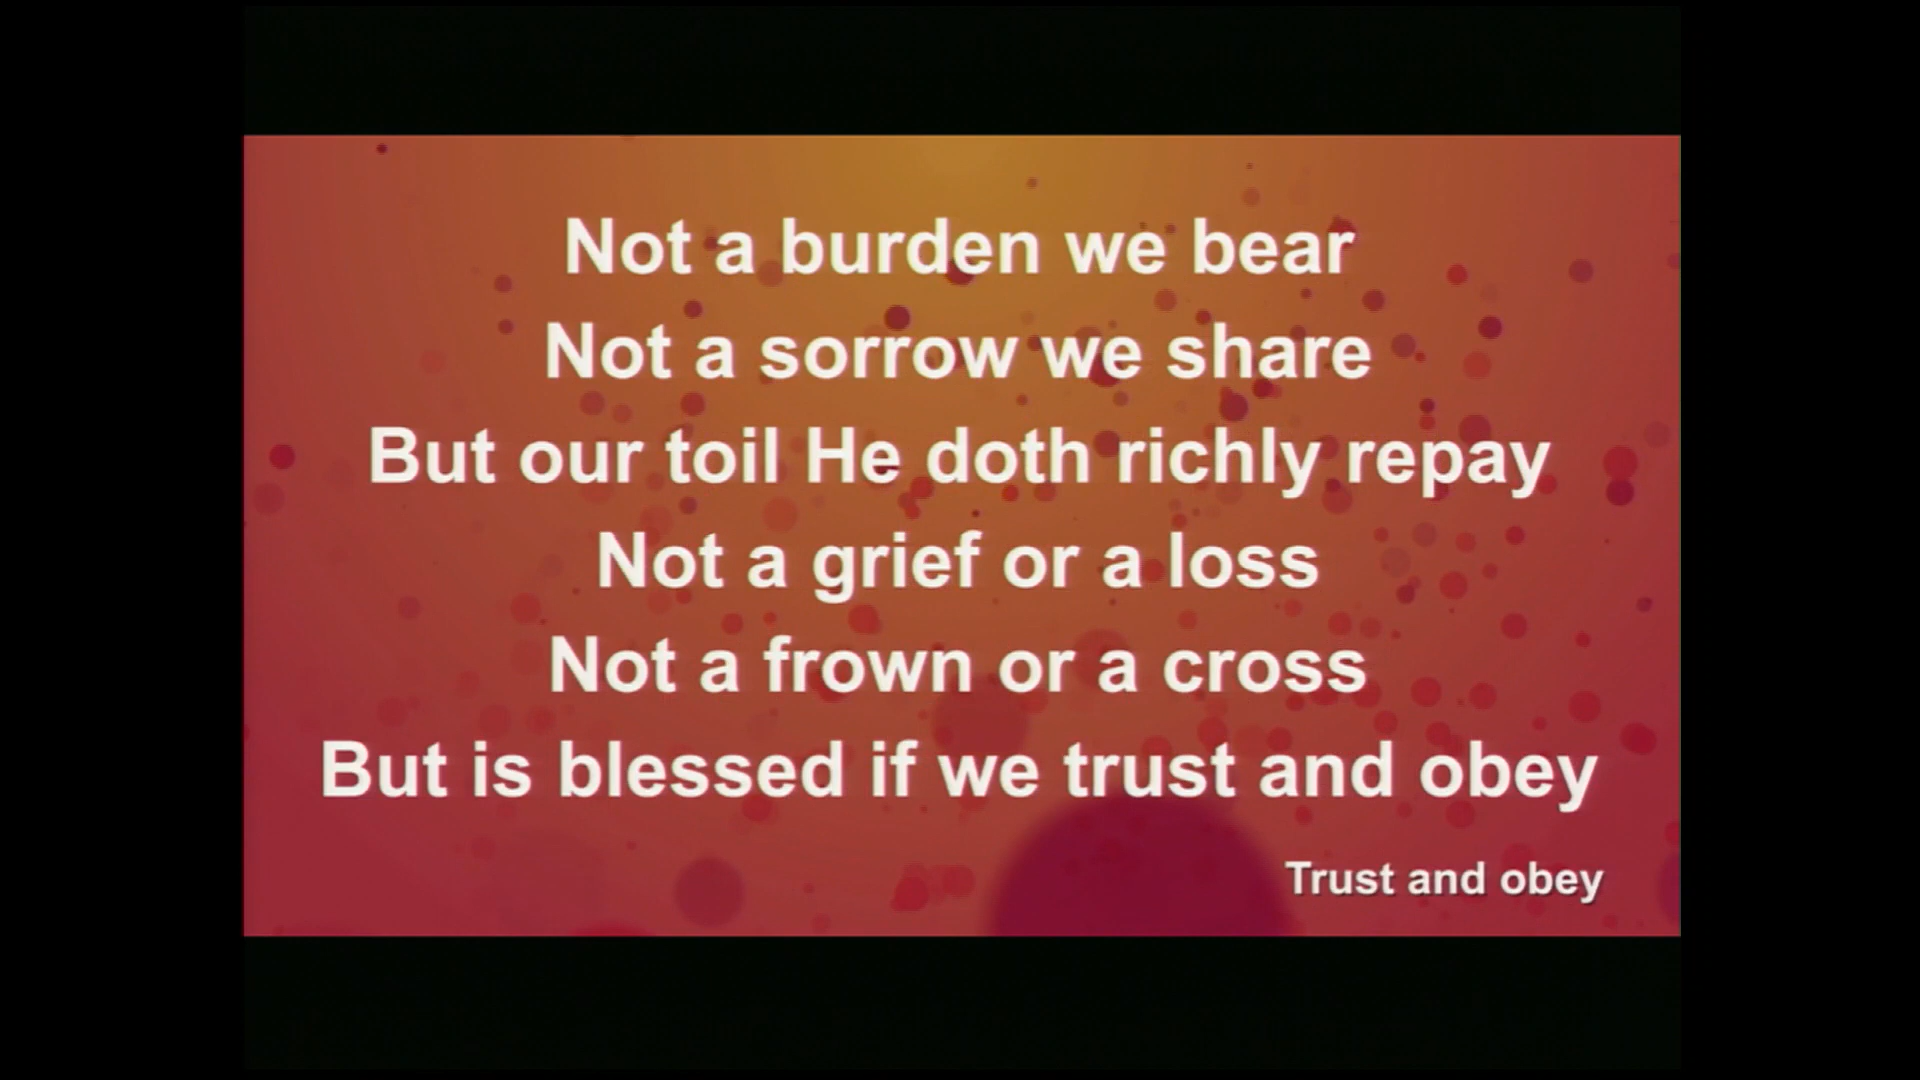 Not a burden we bear
Not a sorrow we share
But our toil He doth richly repay
Not a grief or a loss
Not a frown or a cross
But is blessed if we trust and obey
Trust and obey